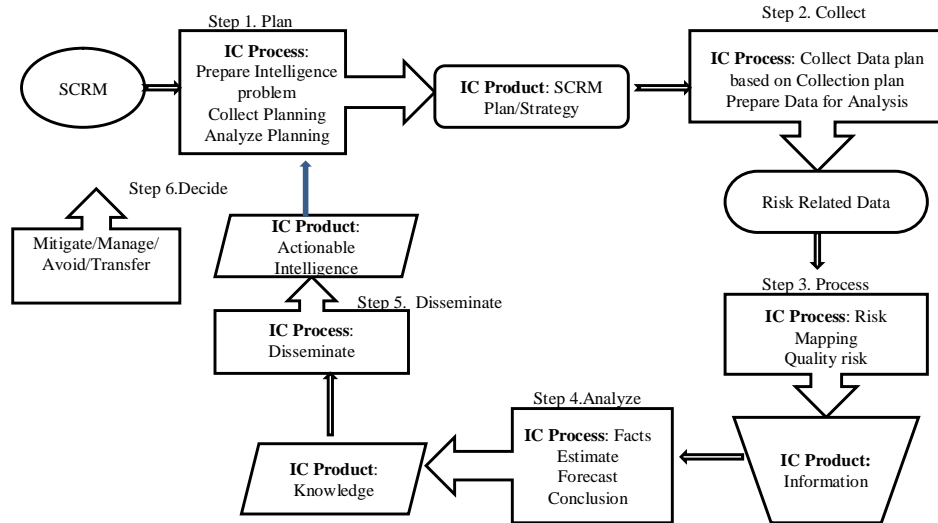 Step 1. Plan
SCRM
IC Process:
Prepare Intelligence
problem
Collect Planning
Analyze Planning
IC Product: SCRM
Plan/Strategy
Step 2. Collect
IC Process: Collect Data plan
based on Collection plan
Prepare Data for Analysis
Risk Related Data
Step 3. Process
IC Process: Risk
Mapping
Quality risk
IC Product:
Information
Step 4.Analyze
IC Process: Facts
Estimate
Forecast
Conclusion
IC Product:
Knowledge
Step 5. Disseminate
IC Process:
Disseminate
IC Product:
Actionable
Intelligence
Step 6.Decide
Mitigate/Manage/
Avoid/Transfer